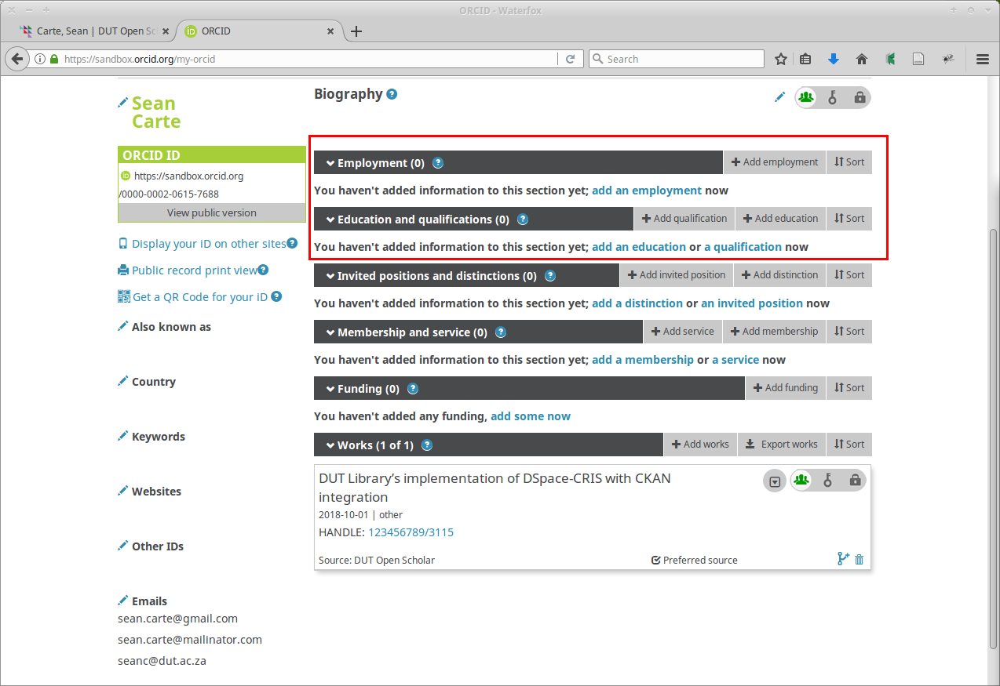 ORCID - Waterfox
Carte, Sean | DUT Open Sc
ORCID
https://sandbox.orcid.org/my-orcid
Search
Sean
Carte
ORCID ID
https://sandbox.orcid.org
/0000-0002-0615-7688
View public version
Display your iD on other sites
Public record print view
Get a QR Code for your iD
Also known as
Country
Keywords
Websites
Other IDs
Emails
sean.carte@gmail.com
sean.carte@mailinator.com
seanc@dut.ac.za
Biography
Employment (0) Add employment Sort
You haven't added information to this section yet; add an employment now
Education and qualifications (0) Add qualification Add education Sort
You haven't added information to this section yet; add an education or a qualification now
Invited positions and distinctions (0) Add invited position Add distinction Sort
You haven't added information to this section yet; add a distinction or an invited position now
Membership and service (0) Add service Add membership Sort
You haven't added information to this section yet; add a membership or a service now
Funding (0) Add funding Sort
You haven't added any funding, add some now
Works (1 of 1) Add works Export works Sort
DUT Library’s implementation of DSpace-CRIS with CKAN
integration
2018-10-01 | other
HANDLE: 123456789/3115
Source: DUT Open Scholar Preferred source